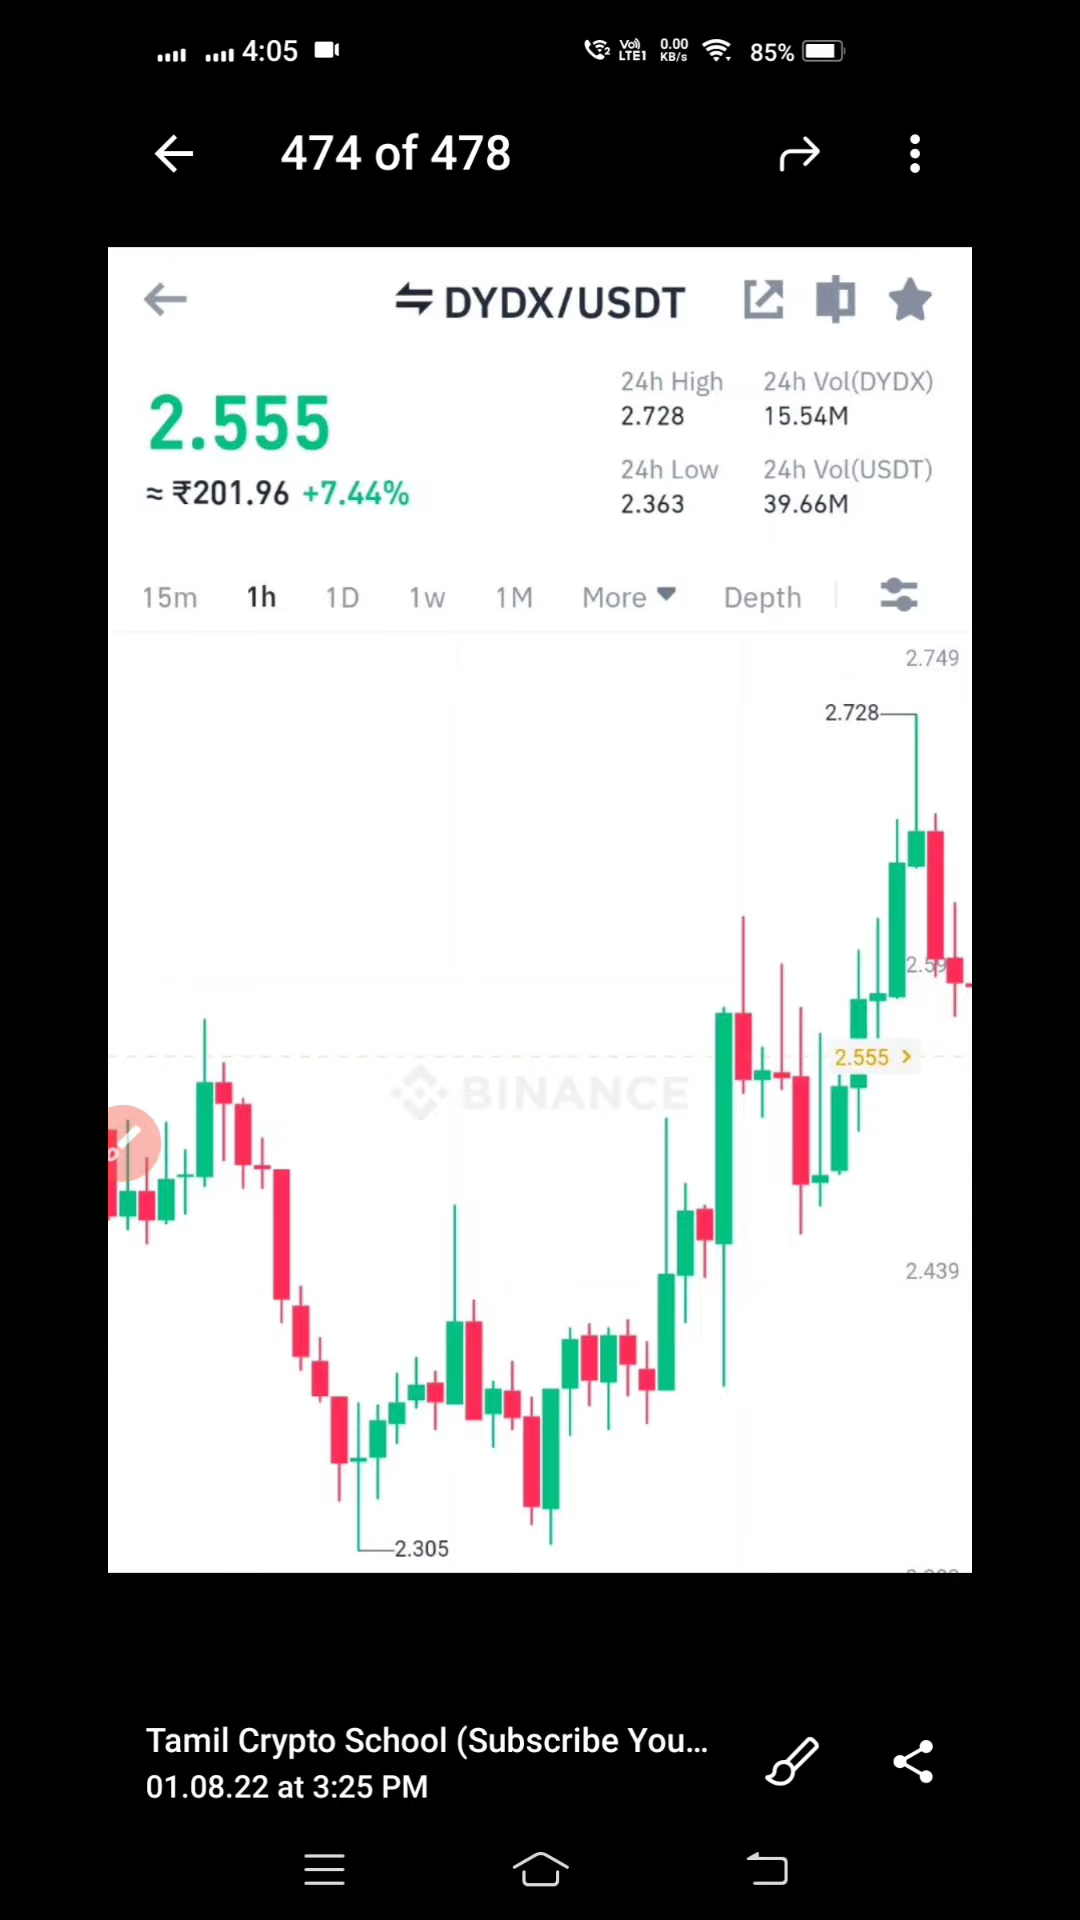 4:05 Vo) LTE1 0.00 KB/s 85%
474 of 478
DYDX/USDT
2.555
≈ ₹201.96 +7.44%
24h High 24h Vol(DYDX)
2.728 15.54M
24h Low 24h Vol(USDT)
2.363 39.66M
15m 1h 1D 1w 1M More Depth
2.749
2.728
2.555
BINANCE
2.439
2.305
Tamil Crypto School (Subscribe You...
01.08.22 at 3:25 PM